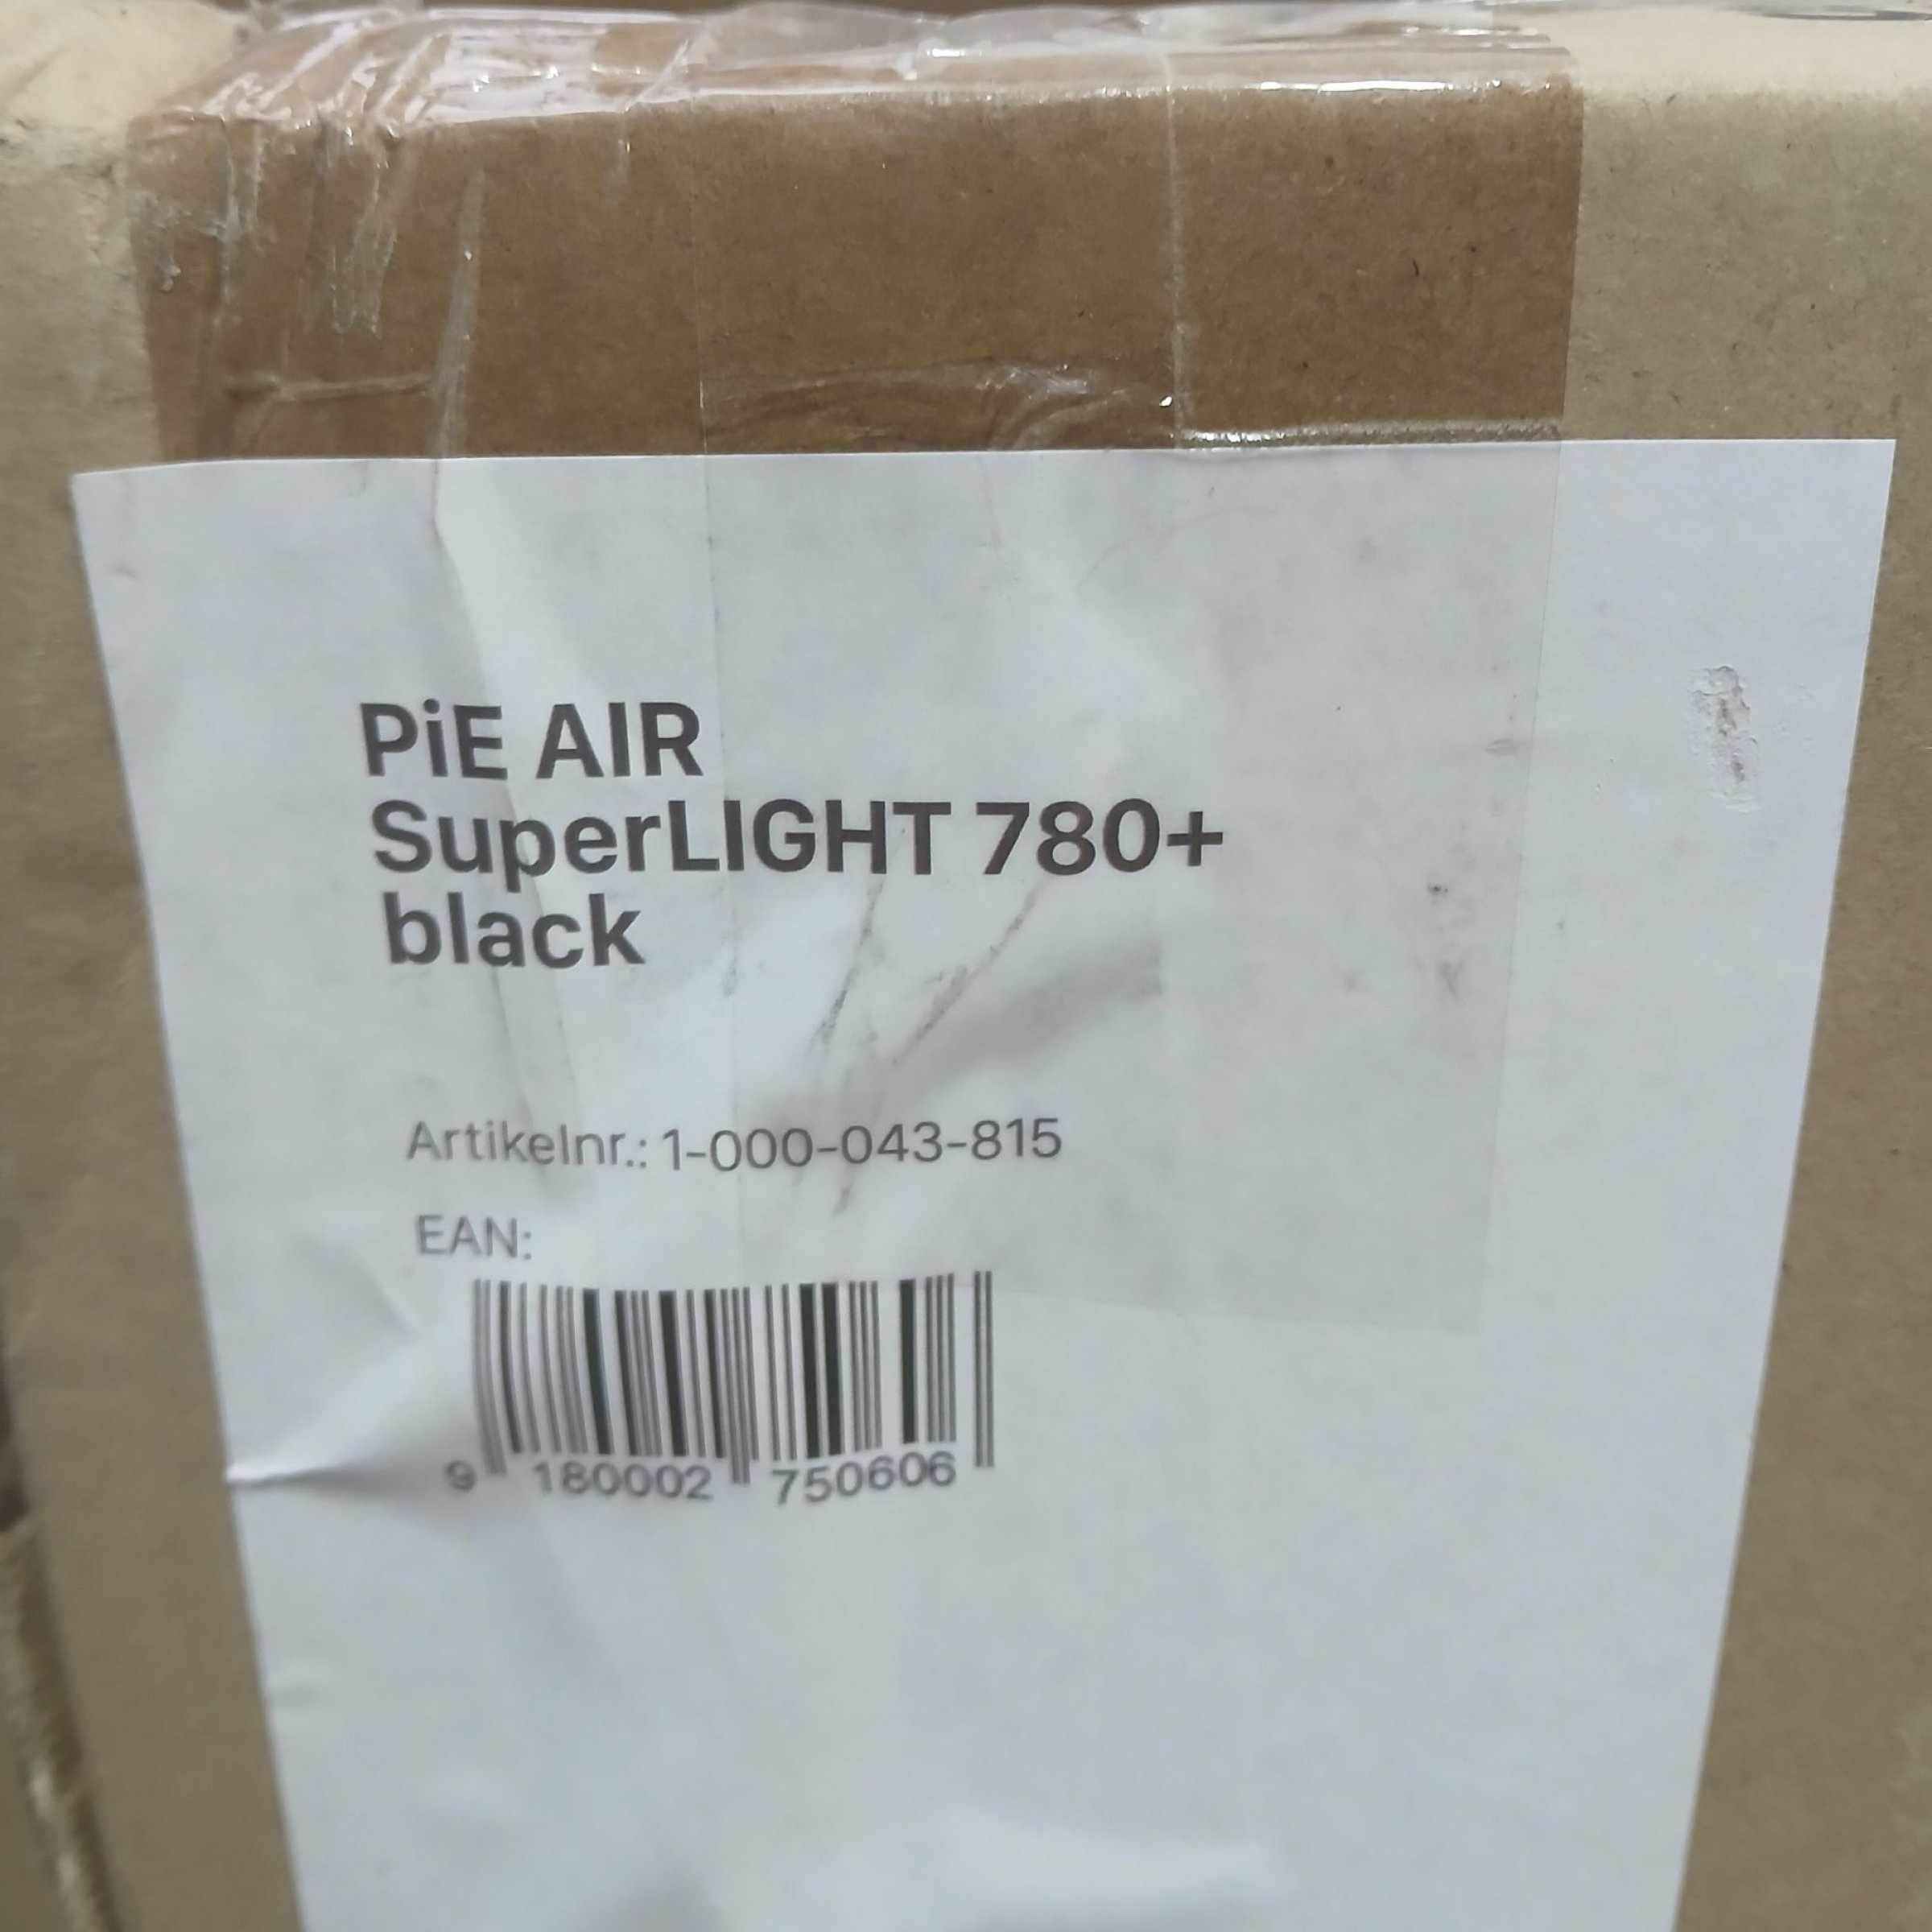 PiE AIR
SuperLIGHT 780+
black
Artikelnr.: 1-000-043-815
EAN:
9 180002 750606